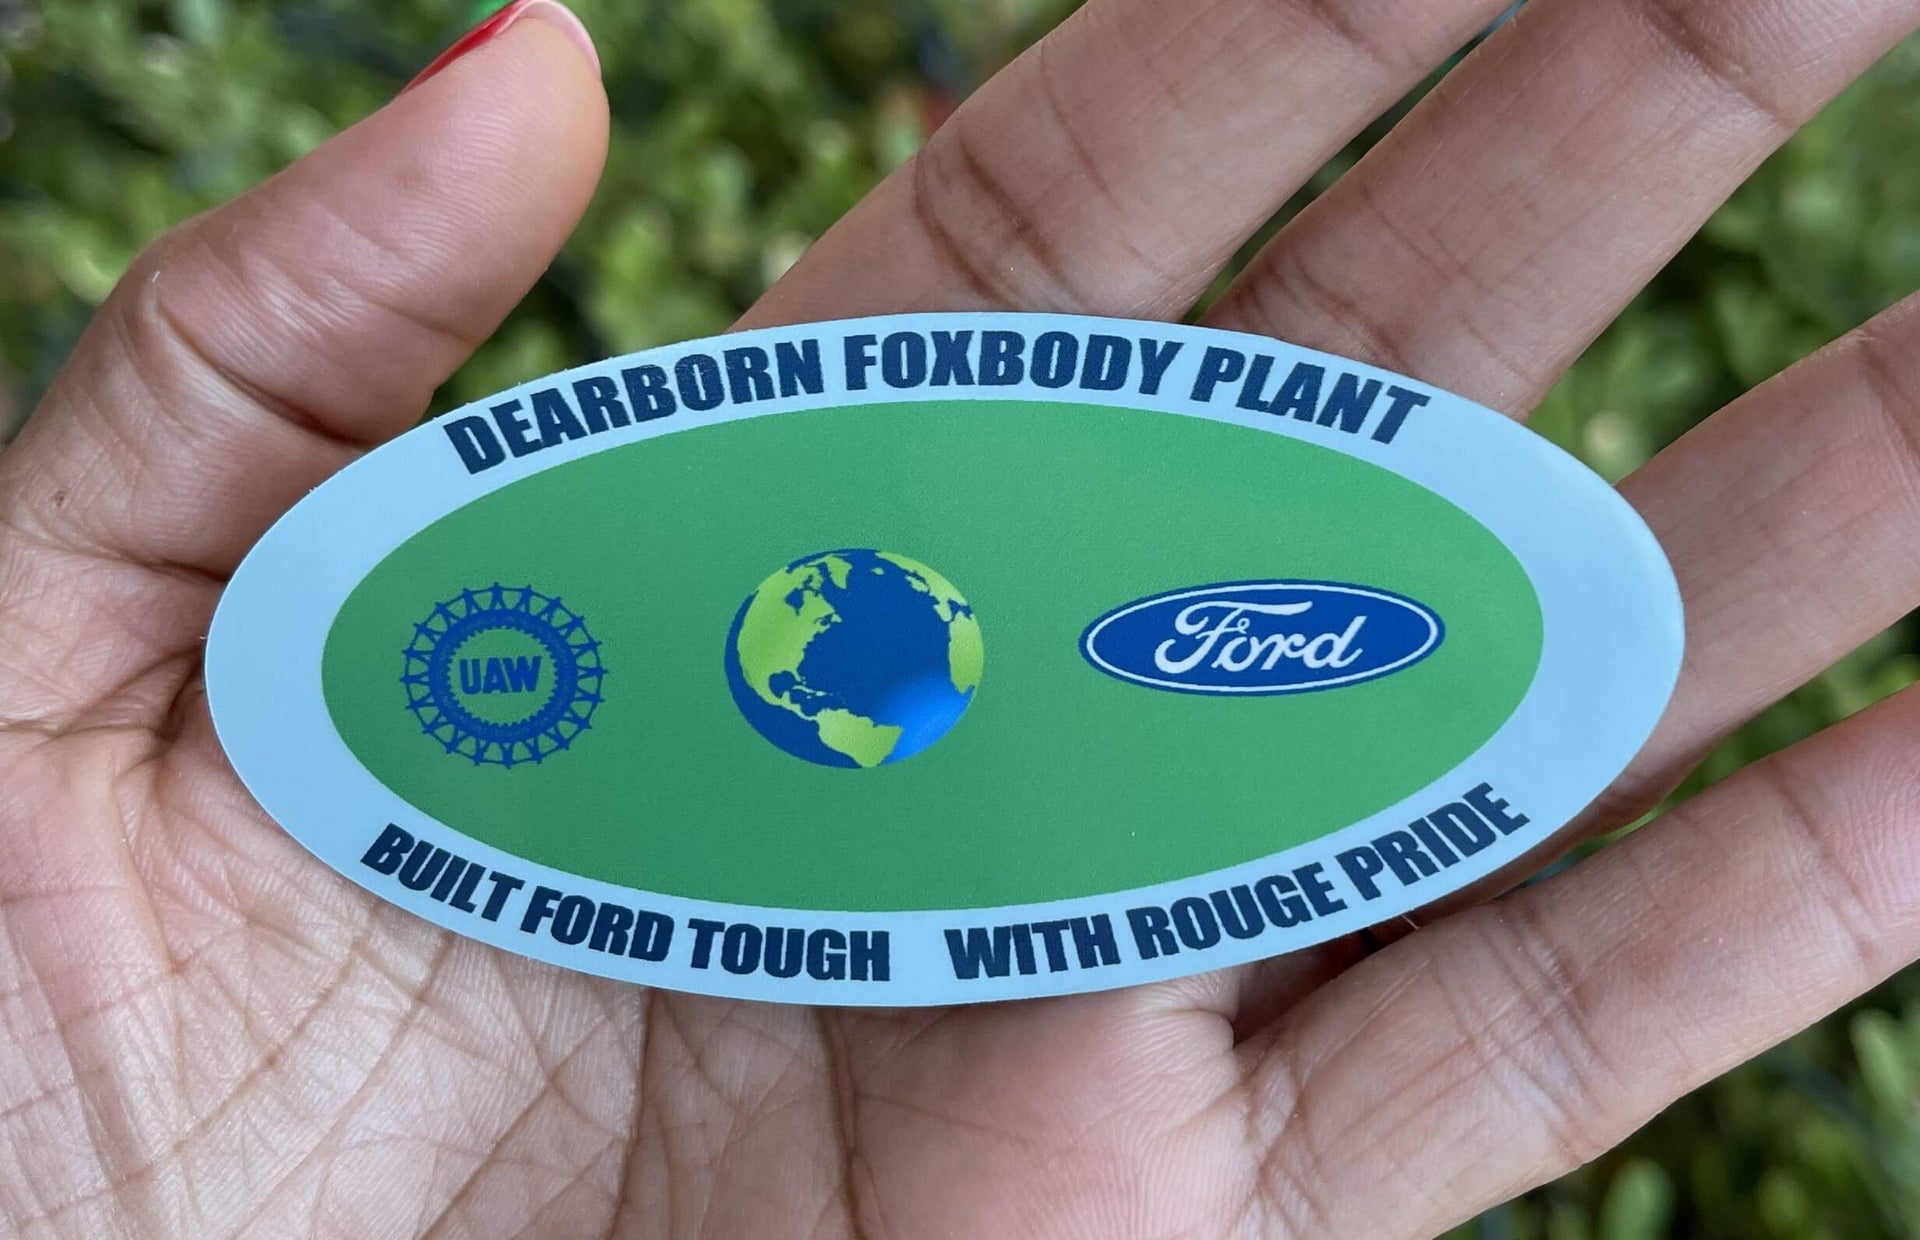 DEARBORN FOXBODY PLANT
UAW
Ford
BUILT FORD TOUGH WITH ROUGE PRIDE